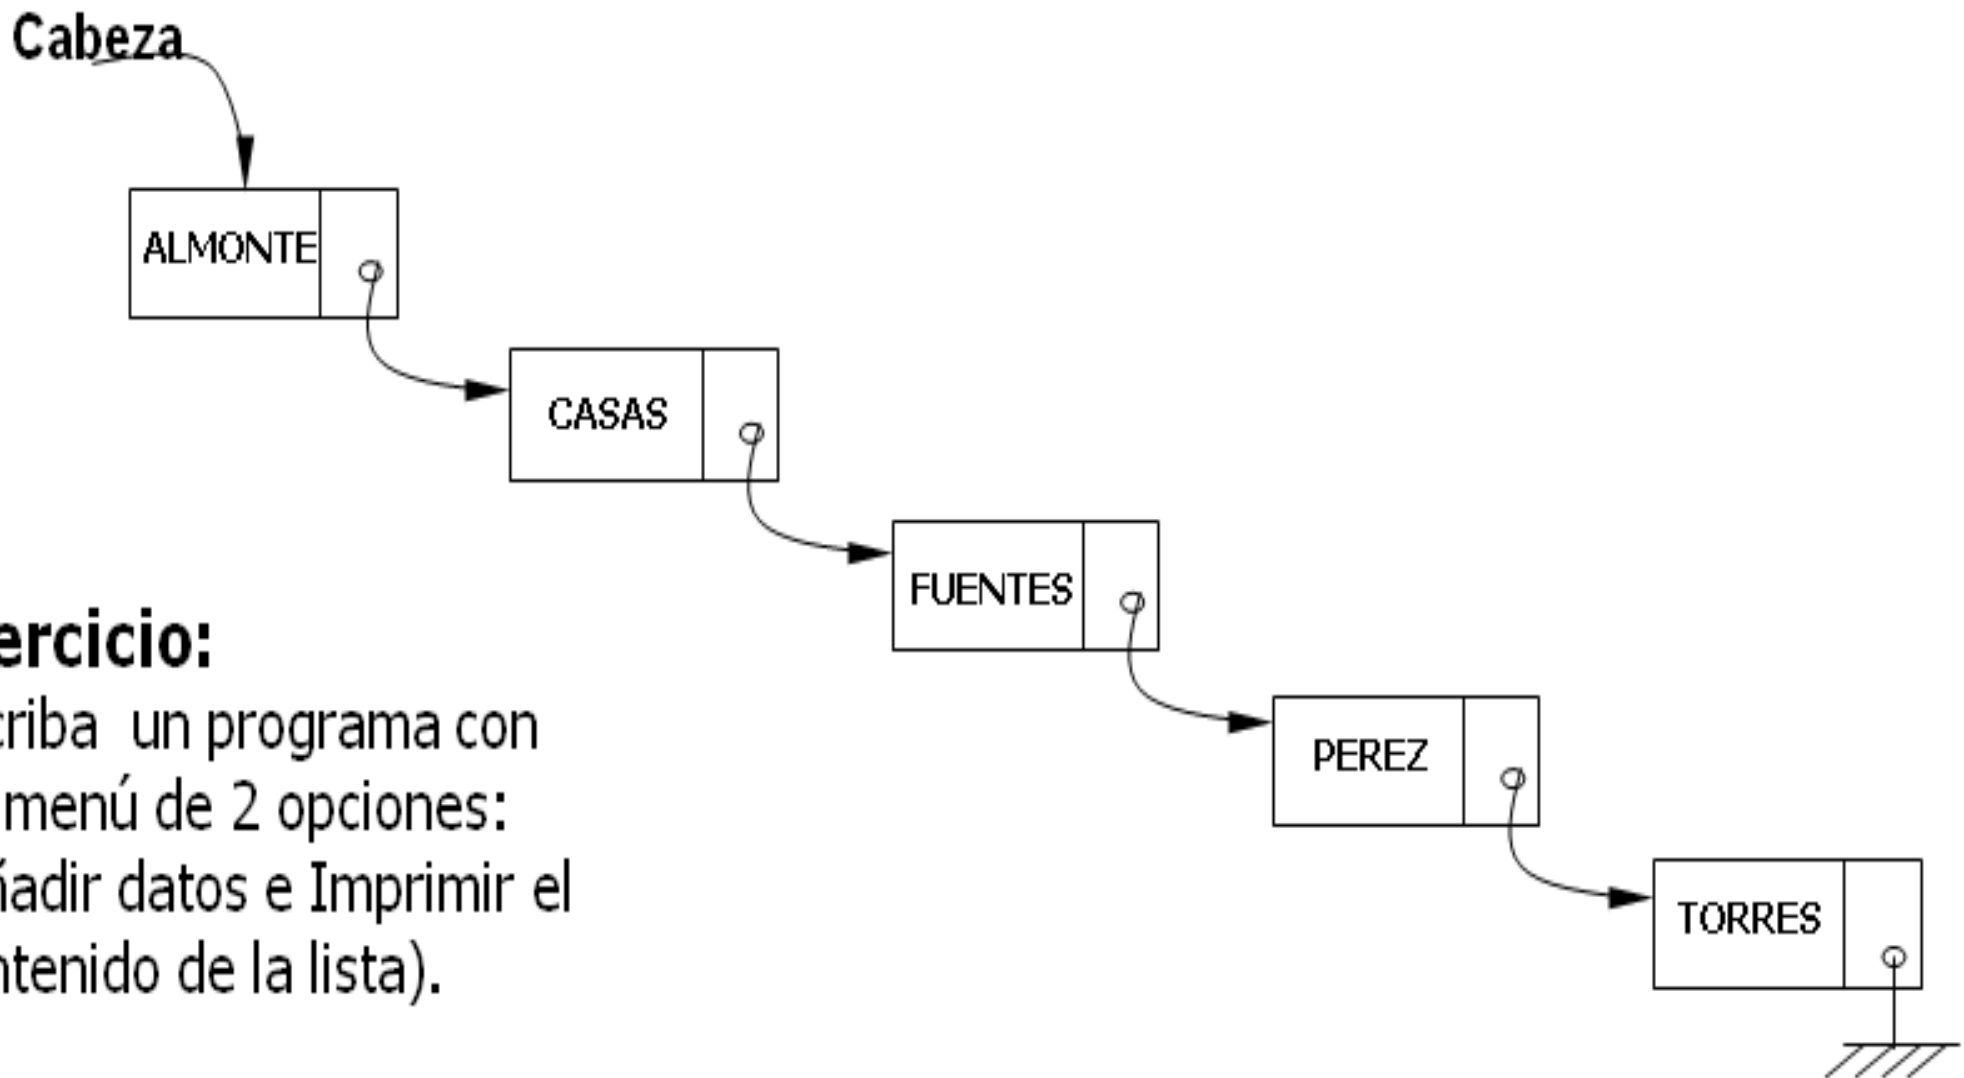 Cabeza
ALMONTE
CASAS
FUENTES
ercicio:
criba un programa con
menú de 2 opciones:
ñadir datos e Imprimir el
ntenido de la lista).
PEREZ
TORRES